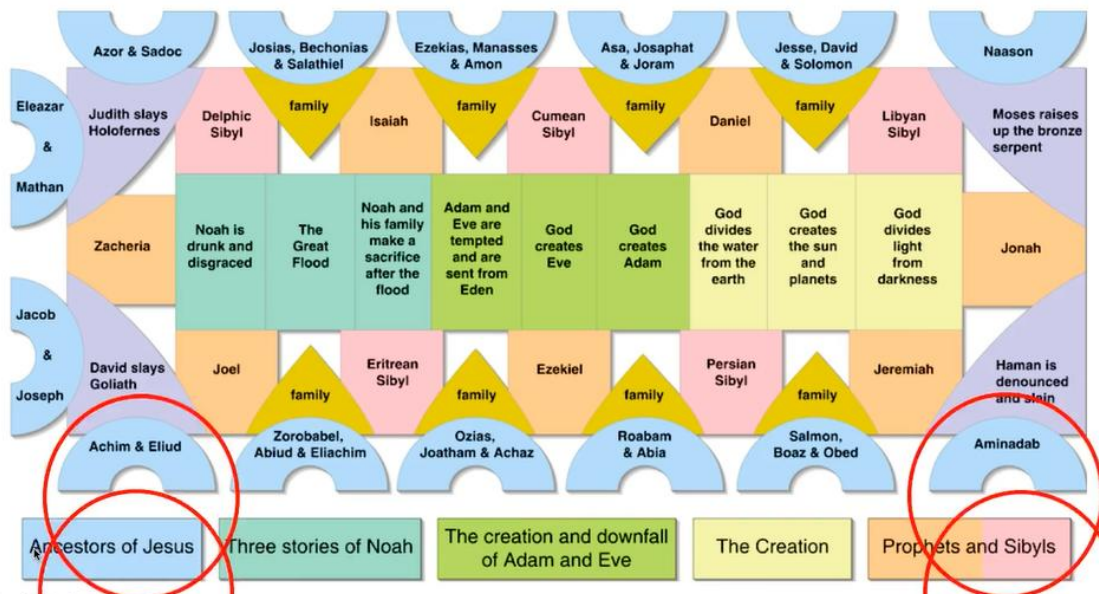 Azor & Sadoc
Josias, Bechonias
& Salathiel
Ezekias, Manasses
& Amon
Asa, Josaphat
& Joram
Jesse, David
& Solomon
Naason
Eleazar
&
Mathan
Judith slays
Holofernes
Delphic
Sibyl
family
Isaiah
family
Cumean
Sibyl
family
Daniel
family
Libyan
Sibyl
Moses raises
up the bronze
serpent
Zacheria
Noah is
drunk and
disgraced
The
Great
Flood
Noah and
his family
make a
sacrifice
after the
flood
Adam and
Eve are
tempted
and are
sent from
Eden
God
creates
Eve
God
creates
Adam
God
divides
the water
from the
earth
God
creates
the sun
and
planets
God
divides
light
from
darkness
Jonah
Jacob
&
Joseph
David slays
Goliath
Joel
family
Eritrean
Sibyl
family
Ezekiel
family
Persian
Sibyl
family
Jeremiah
Haman is
denounced
and slain
Achim & Eliud
Zorobabel,
Abiud & Eliachim
Ozias,
Joatham & Achaz
Roabam
& Abia
Salmon,
Boaz & Obed
Aminadab
Ancestors of Jesus
Three stories of Noah
The creation and downfall
of Adam and Eve
The Creation
Prophets and Sibyls